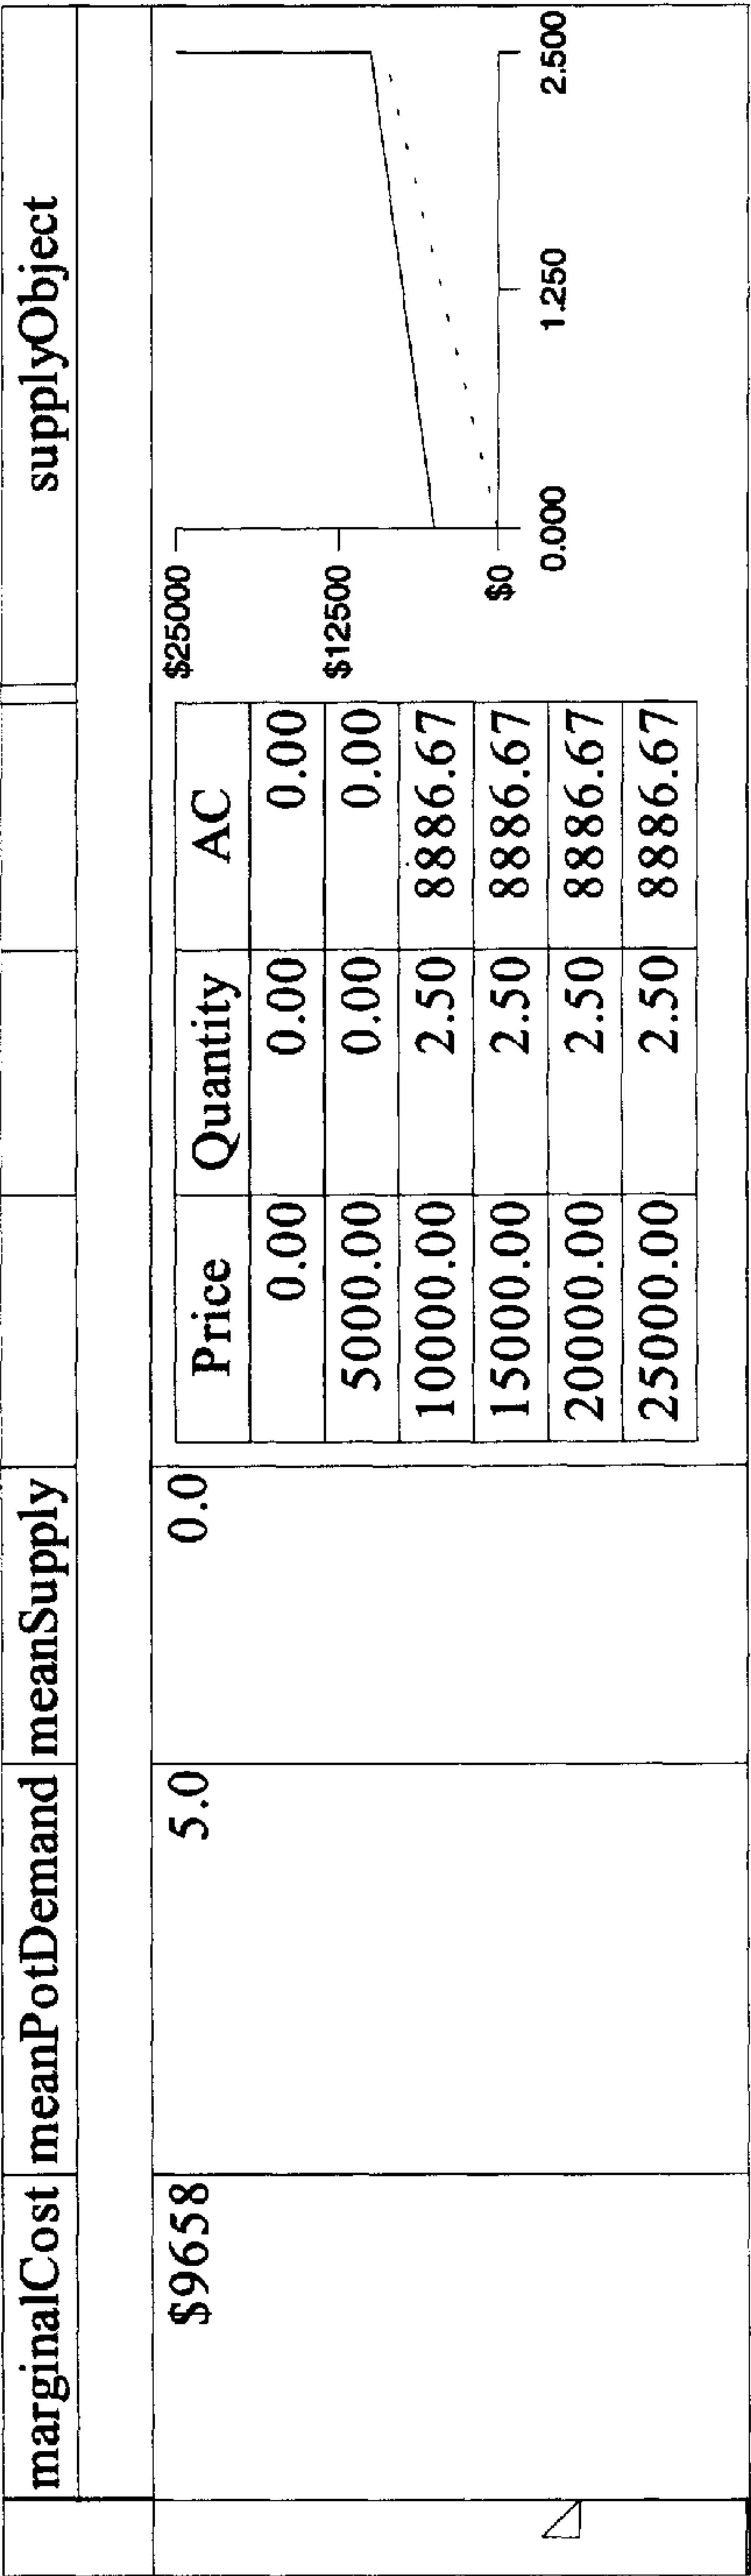 marginalCost meanPotDemand meanSupply supplyObject
$9658 5.0 0.0
Price Quantity AC
0.00 0.00 0.00
5000.00 0.00 0.00
10000.00 2.50 8886.67
15000.00 2.50 8886.67
20000.00 2.50 8886.67
25000.00 2.50 8886.67
$25000
$12500
$0
0.000 1.250 2.500